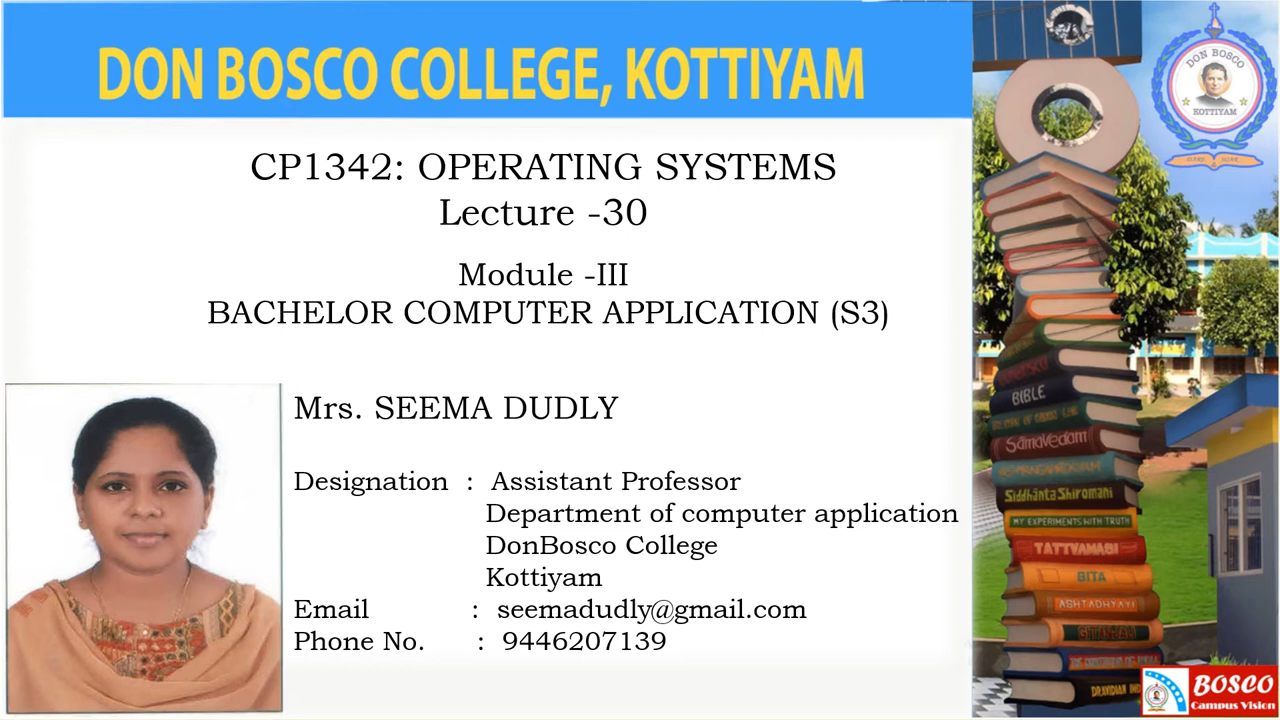 DON BOSCO COLLEGE, KOTTIYAM
CP1342: OPERATING SYSTEMS
Lecture -30
Module -III
BACHELOR COMPUTER APPLICATION (S3)
Mrs. SEEMA DUDLY
Designation : Assistant Professor
Department of computer application
DonBosco College
Kottiyam
Email : seemadudly@gmail.com
Phone No. : 9446207139
DON BOSCO
KOTTIYAM
BIBLE
SAMAVEDAM
Siddhanta Shiromani
MY EXPERIMENTS WITH TRUTH
TATTVAMASI
GITA
ASHTADHYAYI
GITANJALI
BOSCO
Campus Vision